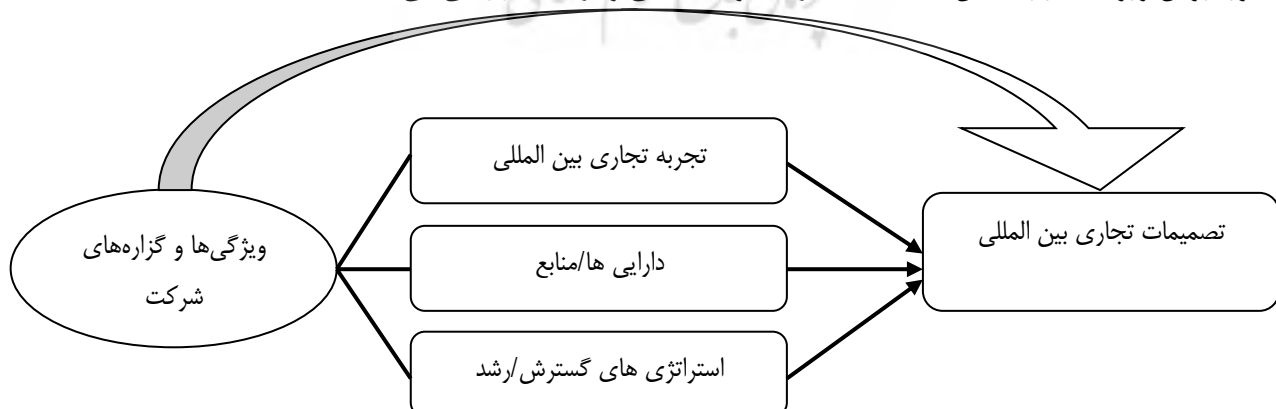 تجربه تجاری بین المللی
ویژگی‌ها و گزاره‌های
شرکت
تصمیمات تجاری بین المللی
دارایی ها/منابع
استراتژی های گسترش/رشد